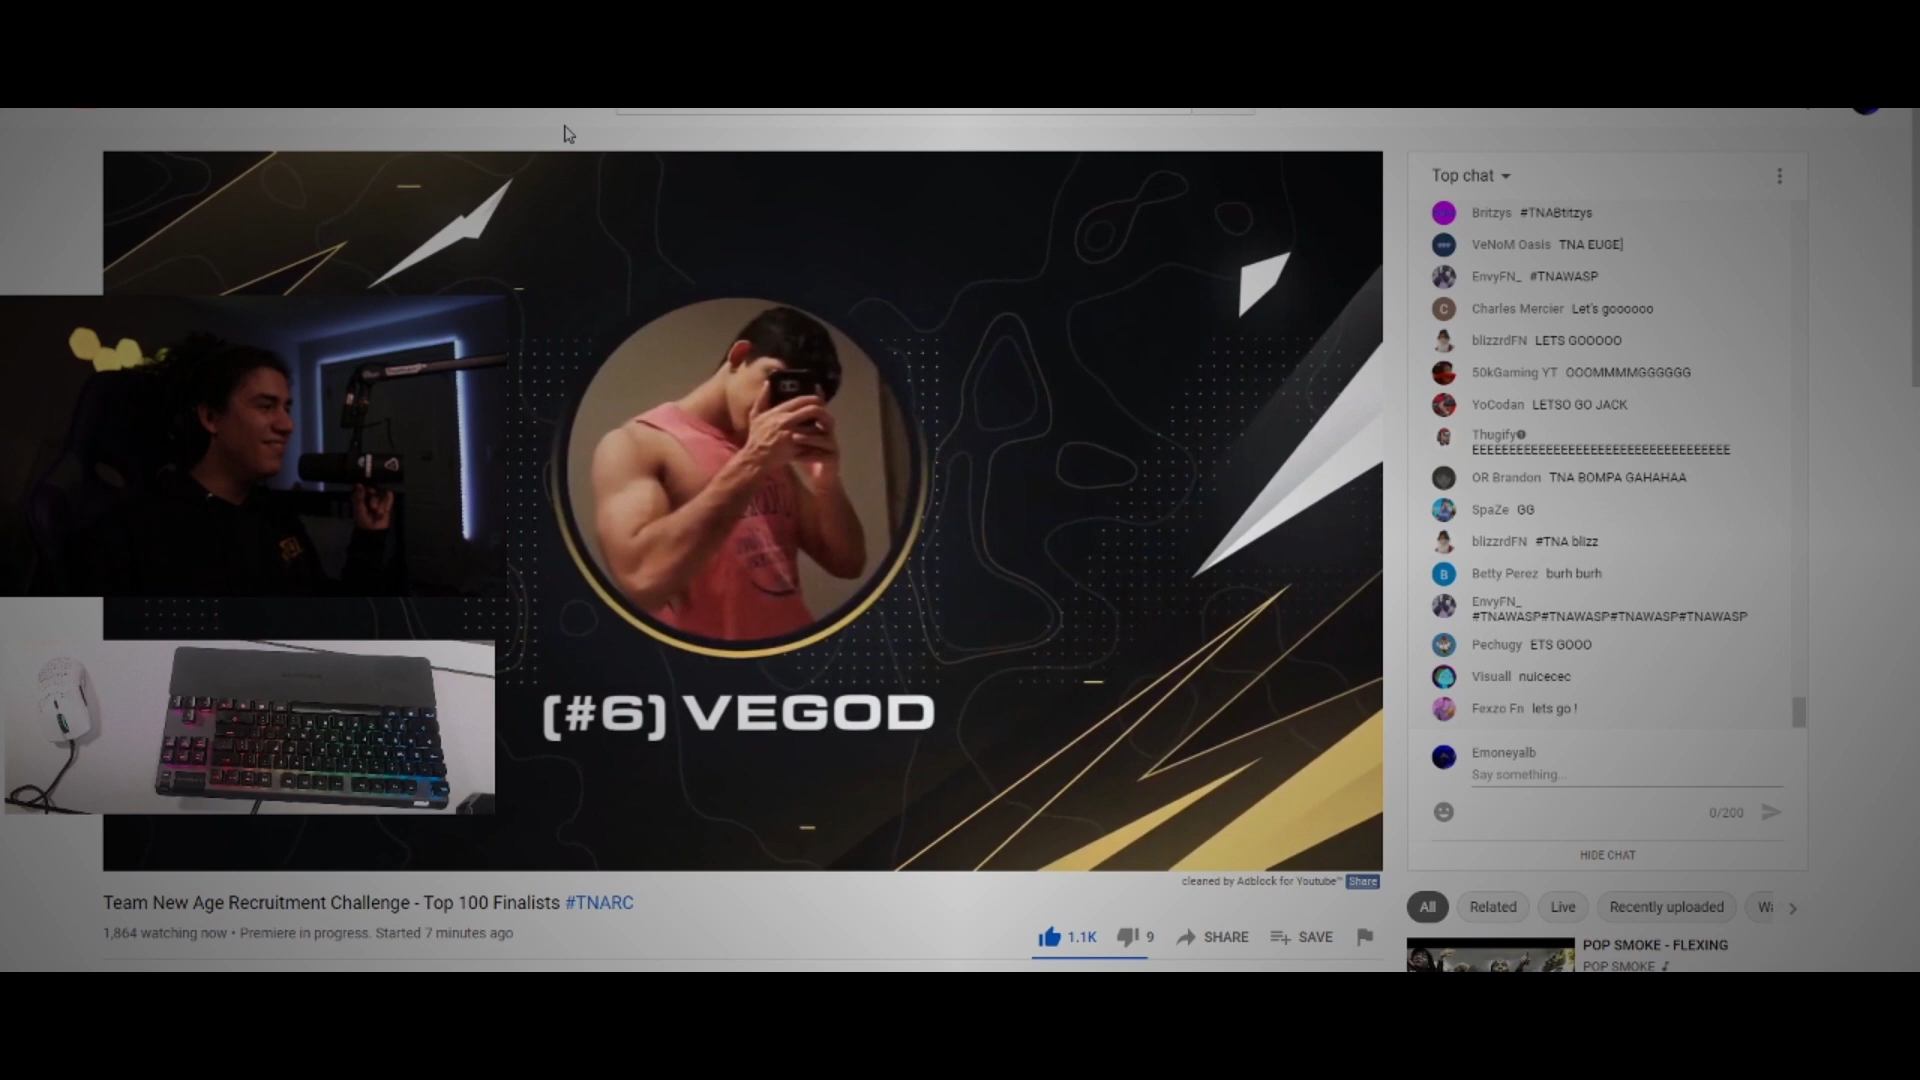 (#6) VEGOD
Team New Age Recruitment Challenge - Top 100 Finalists #TNARC
1,864 watching now • Premiere in progress. Started 7 minutes ago
cleaned by Adblock for Youtube™ Share
1.1K 9 SHARE SAVE
Top chat
Britzys #TNABtitzys
VeNoM Oasis TNA EUGE]
EnvyFN_ #TNAWASP
Charles Mercier Let's goooooo
blizzrdFN LETS GOOOOO
50kGaming YT OOOMMMMGGGGGG
YoCodan LETSO GO JACK
Thugify
OR Brandon TNA BOMPA GAHAHAA
SpaZe GG
blizzrdFN #TNA blizz
Betty Perez burh burh
EnvyFN_
#TNAWASP#TNAWASP#TNAWASP#TNAWASP
Pechugy ETS GOOO
Visuall nuicecec
Fexzo Fn lets go !
Emoneyalb
Say something...
0/200
HIDE CHAT
All Related Live Recently uploaded
POP SMOKE - FLEXING
POP SMOKE